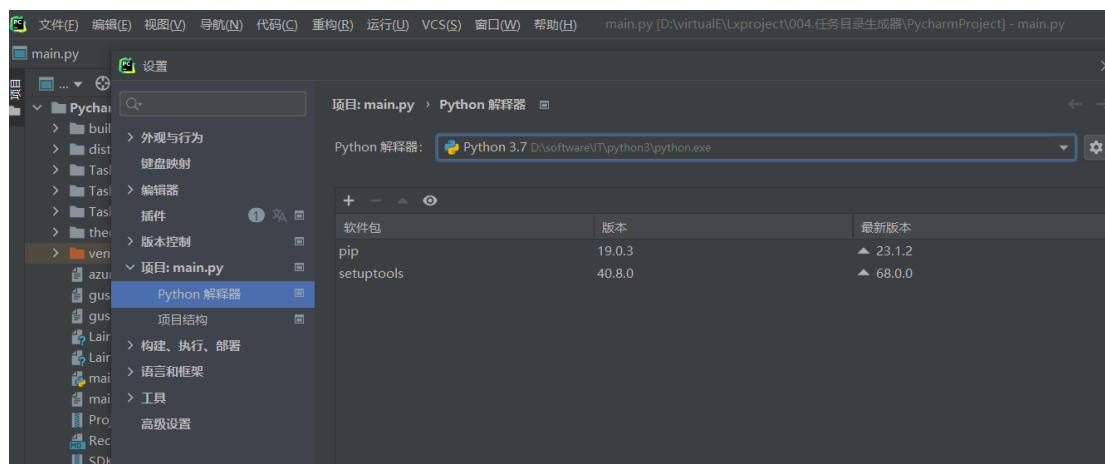 文件(F) 编辑(E) 视图(V) 导航(N) 代码(C) 重构(R) 运行(U) VCS(S) 窗口(W) 帮助(H) main.py [D:\virtualE\Lxproject\004.任务目录生成器\PycharmProject] - main.py
main.py
设置
项目
...
Pychar
buil
dist
Tas
Tas
Tas
the
ven
azu
gus
gus
Lair
Lair
mai
mai
Pro
Rec
SDK
外观与行为
键盘映射
编辑器
插件 1
版本控制
项目: main.py
Python 解释器
项目结构
构建、执行、部署
语言和框架
工具
高级设置
项目: main.py › Python 解释器
Python 解释器: Python 3.7 D:\software\IT\python3\python.exe
软件包 版本 最新版本
pip 19.0.3 23.1.2
setuptools 40.8.0 68.0.0